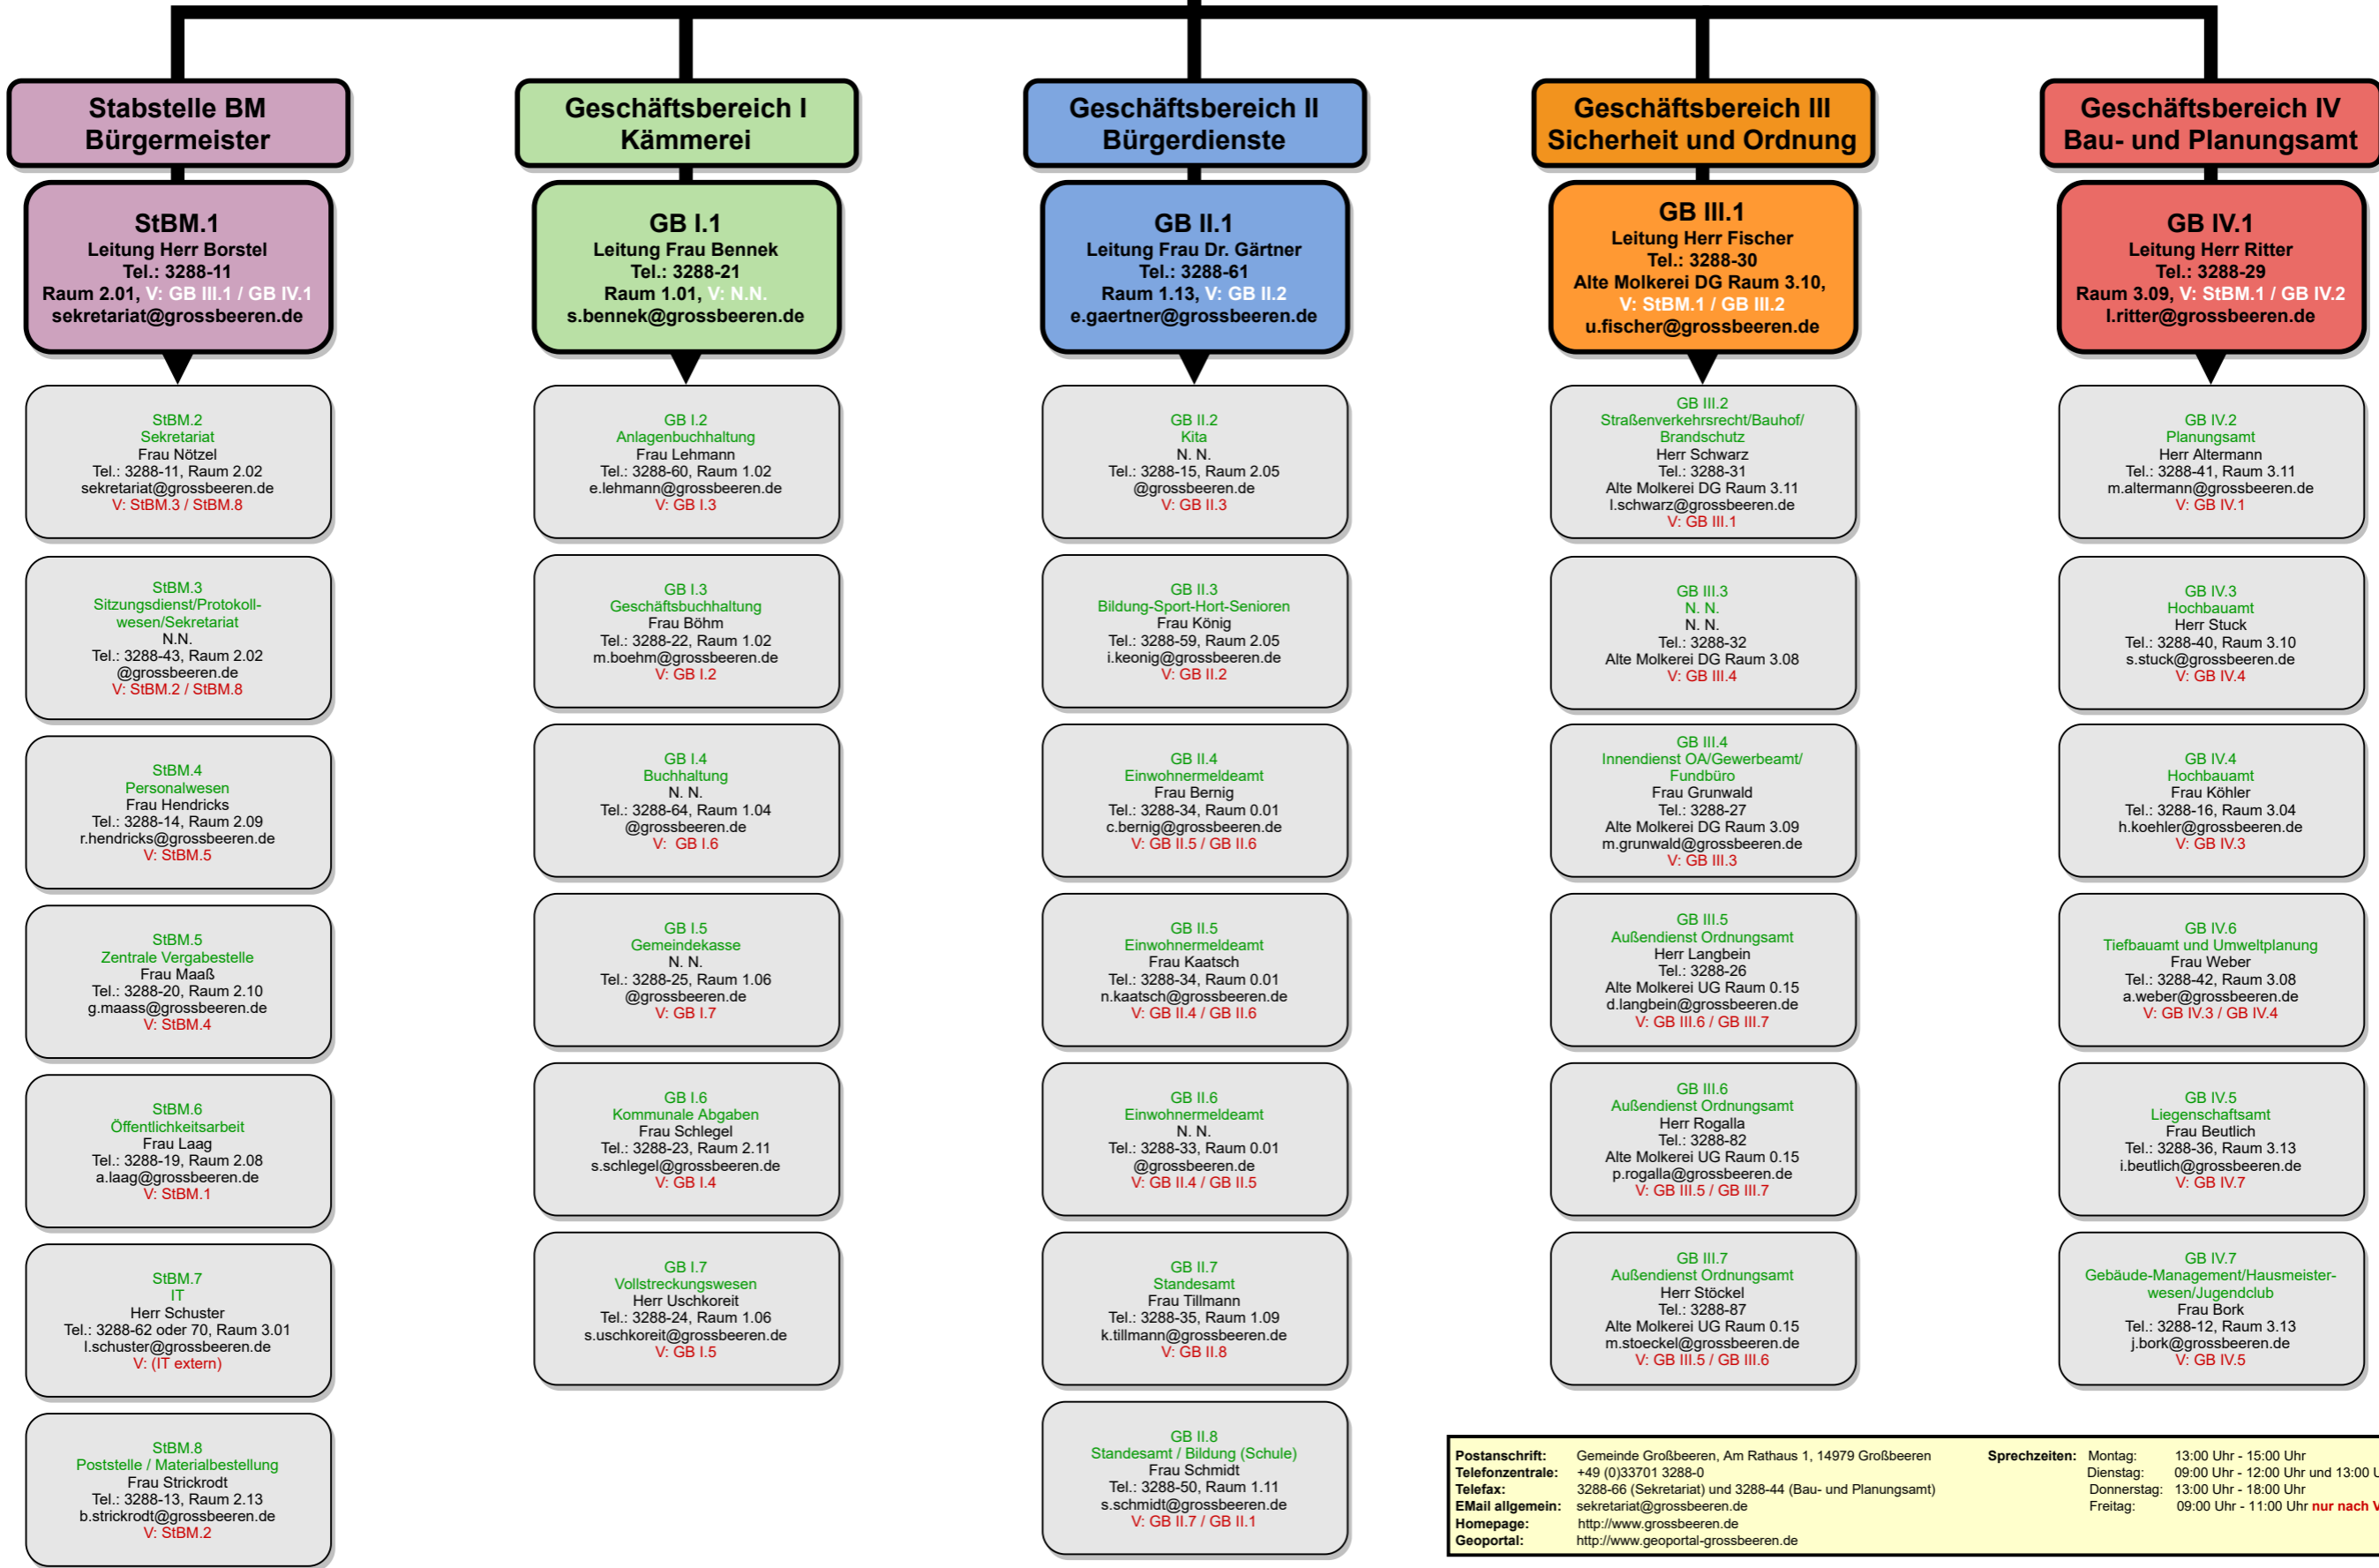 Stabstelle BM
Bürgermeister
StBM.1
Leitung Herr Borstel
Tel.: 3288-11
Raum 2.01, V: GB III.1 / GB IV.1
sekretariat@grossbeeren.de
StBM.2
Sekretariat
Frau Nötzel
Tel.: 3288-11, Raum 2.02
sekretariat@grossbeeren.de
V: StBM.3 / StBM.8
StBM.3
Sitzungsdienst/Protokoll-
wesen/Sekretariat
N.N.
Tel.: 3288-43, Raum 2.02
@grossbeeren.de
V: StBM.2 / StBM.8
StBM.4
Personalwesen
Frau Hendricks
Tel.: 3288-14, Raum 2.09
r.hendricks@grossbeeren.de
V: StBM.5
StBM.5
Zentrale Vergabestelle
Frau Maaß
Tel.: 3288-20, Raum 2.10
g.maass@grossbeeren.de
V: StBM.4
StBM.6
Öffentlichkeitsarbeit
Frau Laag
Tel.: 3288-19, Raum 2.08
a.laag@grossbeeren.de
V: StBM.1
StBM.7
IT
Herr Schuster
Tel.: 3288-62 oder 70, Raum 3.01
l.schuster@grossbeeren.de
V: (IT extern)
StBM.8
Poststelle / Materialbestellung
Frau Strickrodt
Tel.: 3288-13, Raum 2.13
b.strickrodt@grossbeeren.de
V: StBM.2
Geschäftsbereich I
Kämmerei
GB I.1
Leitung Frau Bennek
Tel.: 3288-21
Raum 1.01, V: N.N.
s.bennek@grossbeeren.de
GB I.2
Anlagenbuchhaltung
Frau Lehmann
Tel.: 3288-60, Raum 1.02
e.lehmann@grossbeeren.de
V: GB I.3
GB I.3
Geschäftsbuchhaltung
Frau Böhm
Tel.: 3288-22, Raum 1.02
m.boehm@grossbeeren.de
V: GB I.2
GB I.4
Buchhaltung
N. N.
Tel.: 3288-64, Raum 1.04
@grossbeeren.de
V: GB I.6
GB I.5
Gemeindekasse
N. N.
Tel.: 3288-25, Raum 1.06
@grossbeeren.de
V: GB I.7
GB I.6
Kommunale Abgaben
Frau Schlegel
Tel.: 3288-23, Raum 2.11
s.schlegel@grossbeeren.de
V: GB I.4
GB I.7
Vollstreckungswesen
Herr Uschkoreit
Tel.: 3288-24, Raum 1.06
s.uschkoreit@grossbeeren.de
V: GB I.5
Geschäftsbereich II
Bürgerdienste
GB II.1
Leitung Frau Dr. Gärtner
Tel.: 3288-61
Raum 1.13, V: GB II.2
e.gaertner@grossbeeren.de
GB II.2
Kita
N. N.
Tel.: 3288-15, Raum 2.05
@grossbeeren.de
V: GB II.3
GB II.3
Bildung-Sport-Hort-Senioren
Frau König
Tel.: 3288-59, Raum 2.05
i.keonig@grossbeeren.de
V: GB II.2
GB II.4
Einwohnermeldeamt
Frau Bernig
Tel.: 3288-34, Raum 0.01
c.bernig@grossbeeren.de
V: GB II.5 / GB II.6
GB II.5
Einwohnermeldeamt
Frau Kaatsch
Tel.: 3288-34, Raum 0.01
n.kaatsch@grossbeeren.de
V: GB II.4 / GB II.6
GB II.6
Einwohnermeldeamt
N. N.
Tel.: 3288-33, Raum 0.01
@grossbeeren.de
V: GB II.4 / GB II.5
GB II.7
Standesamt
Frau Tillmann
Tel.: 3288-35, Raum 1.09
k.tillmann@grossbeeren.de
V: GB II.8
GB II.8
Standesamt / Bildung (Schule)
Frau Schmidt
Tel.: 3288-50, Raum 1.11
s.schmidt@grossbeeren.de
V: GB II.7 / GB II.1
Geschäftsbereich III
Sicherheit und Ordnung
GB III.1
Leitung Herr Fischer
Tel.: 3288-30
Alte Molkerei DG Raum 3.10,
V: StBM.1 / GB III.2
u.fischer@grossbeeren.de
GB III.2
Straßenverkehrsrecht/Bauhof/
Brandschutz
Herr Schwarz
Tel.: 3288-31
Alte Molkerei DG Raum 3.11
l.schwarz@grossbeeren.de
V: GB III.1
GB III.3
N. N.
N. N.
Tel.: 3288-32
Alte Molkerei DG Raum 3.08
V: GB III.4
GB III.4
Innendienst OA/Gewerbeamt/
Fundbüro
Frau Grunwald
Tel.: 3288-27
Alte Molkerei DG Raum 3.09
m.grunwald@grossbeeren.de
V: GB III.3
GB III.5
Außendienst Ordnungsamt
Herr Langbein
Tel.: 3288-26
Alte Molkerei UG Raum 0.15
d.langbein@grossbeeren.de
V: GB III.6 / GB III.7
GB III.6
Außendienst Ordnungsamt
Herr Rogalla
Tel.: 3288-82
Alte Molkerei UG Raum 0.15
p.rogalla@grossbeeren.de
V: GB III.5 / GB III.7
GB III.7
Außendienst Ordnungsamt
Herr Stöckel
Tel.: 3288-87
Alte Molkerei UG Raum 0.15
m.stoeckel@grossbeeren.de
V: GB III.5 / GB III.6
Geschäftsbereich IV
Bau- und Planungsamt
GB IV.1
Leitung Herr Ritter
Tel.: 3288-29
Raum 3.09, V: StBM.1 / GB IV.2
l.ritter@grossbeeren.de
GB IV.2
Planungsamt
Herr Altermann
Tel.: 3288-41, Raum 3.11
m.altermann@grossbeeren.de
V: GB IV.1
GB IV.3
Hochbauamt
Herr Stuck
Tel.: 3288-40, Raum 3.10
s.stuck@grossbeeren.de
V: GB IV.4
GB IV.4
Hochbauamt
Frau Köhler
Tel.: 3288-16, Raum 3.04
h.koehler@grossbeeren.de
V: GB IV.3
GB IV.6
Tiefbauamt und Umweltplanung
Frau Weber
Tel.: 3288-42, Raum 3.08
a.weber@grossbeeren.de
V: GB IV.3 / GB IV.4
GB IV.5
Liegenschaftsamt
Frau Beutlich
Tel.: 3288-36, Raum 3.13
i.beutlich@grossbeeren.de
V: GB IV.7
GB IV.7
Gebäude-Management/Hausmeister-
wesen/Jugendclub
Frau Bork
Tel.: 3288-12, Raum 3.13
j.bork@grossbeeren.de
V: GB IV.5
Postanschrift: Gemeinde Großbeeren, Am Rathaus 1, 14979 Großbeeren
Telefonzentrale: +49 (0)33701 3288-0
Telefax: 3288-66 (Sekretariat) und 3288-44 (Bau- und Planungsamt)
EMail allgemein: sekretariat@grossbeeren.de
Homepage: http://www.grossbeeren.de
Geoportal: http://www.geoportal-grossbeeren.de
Sprechzeiten: Montag: 13:00 Uhr - 15:00 Uhr
Dienstag: 09:00 Uhr - 12:00 Uhr und 13:00
Donnerstag: 13:00 Uhr - 18:00 Uhr
Freitag: 09:00 Uhr - 11:00 Uhr nur nach